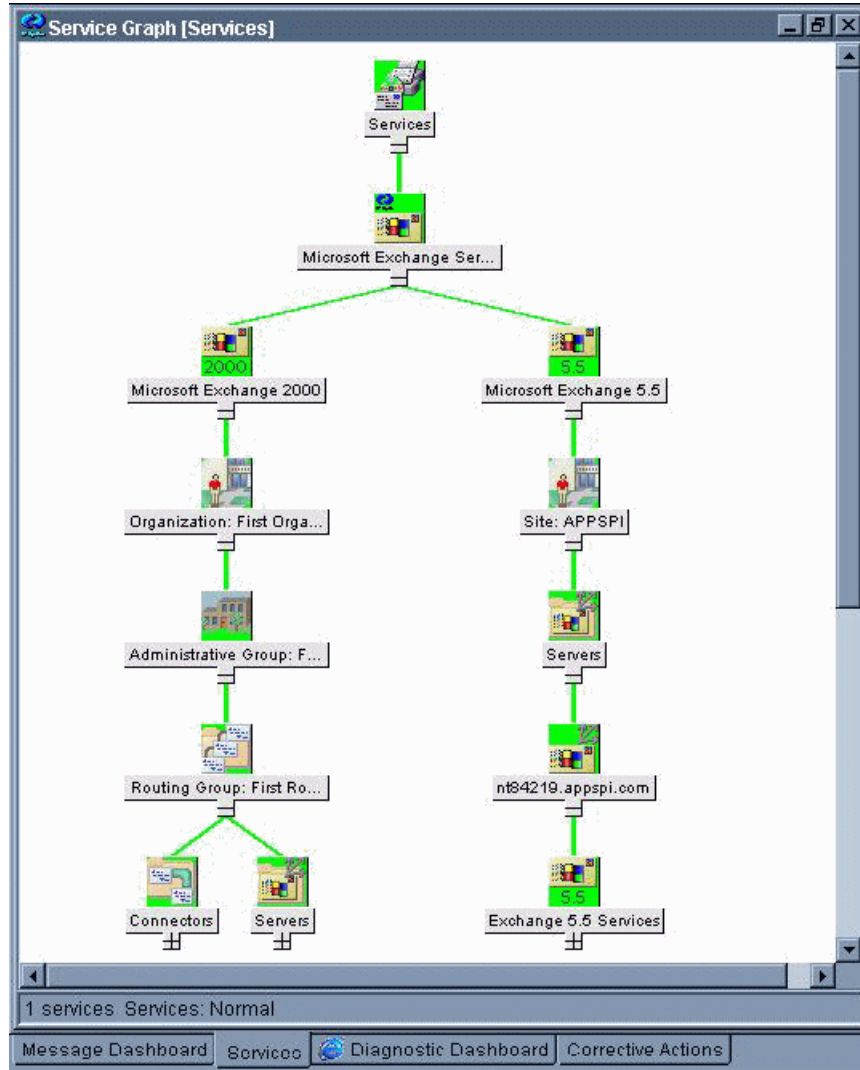 Service Graph [Services]
Services
Microsoft Exchange Ser...
2000
5.5
Microsoft Exchange 2000
Microsoft Exchange 5.5
Organization: First Orga...
Site: APPSPI
Administrative Group: F...
Servers
Routing Group: First Ro...
nt84219.appspi.com
5.5
Connectors
Servers
Exchange 5.5 Services
1 services Services: Normal
Message Dashboard
Services
Diagnostic Dashboard
Corrective Actions